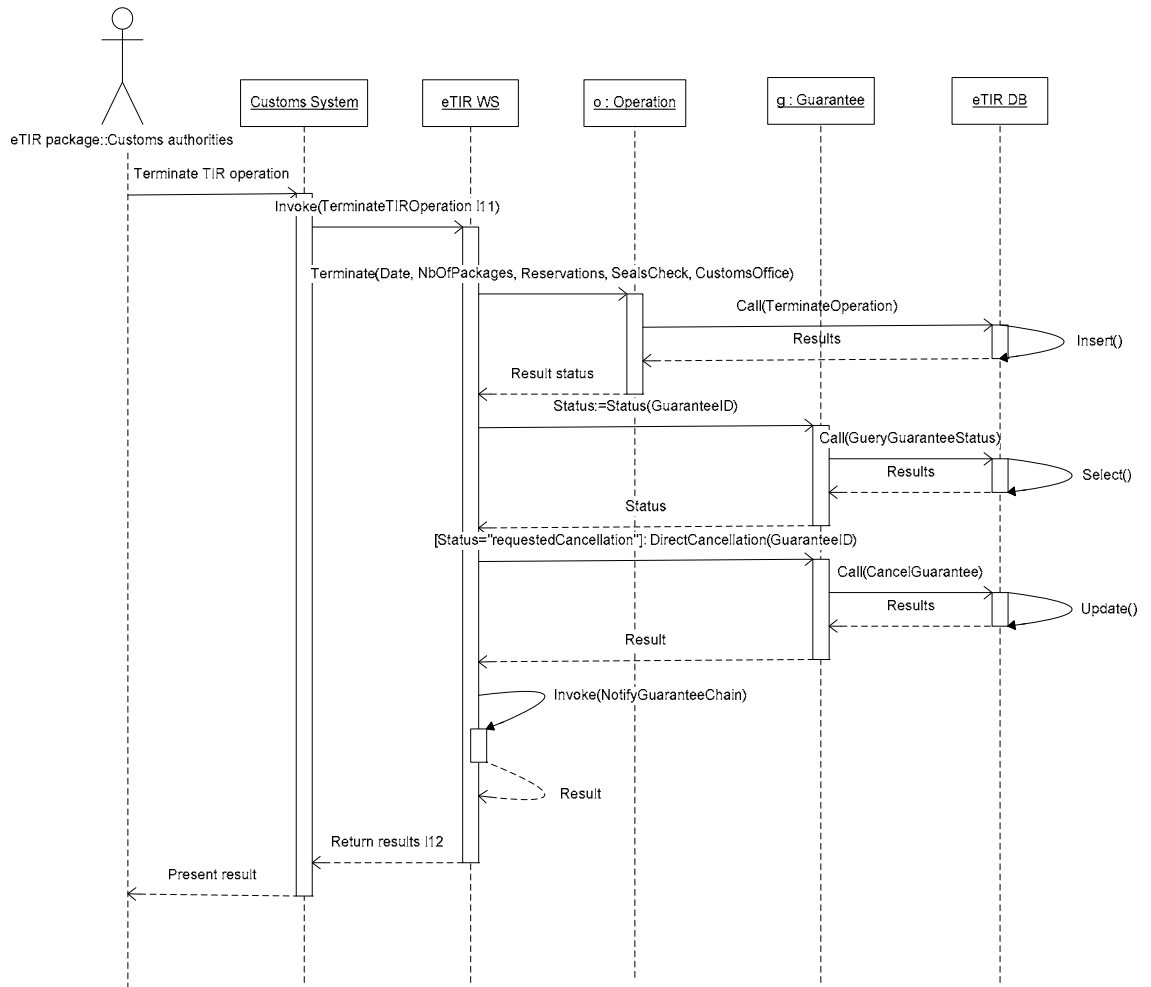 Customs System
eTIR WS
o : Operation
g : Guarantee
eTIR DB
eTIR package::Customs authorities
Terminate TIR operation
Invoke(TerminateTIROperation I11)
Terminate(Date, NbOfPackages, Reservations, SealsCheck, CustomsOffice)
Call(TerminateOperation)
Results
Insert()
Result status
Status:=Status(GuaranteeID)
Call(GueryGuaranteeStatus)
Results
Select()
Status
[Status="requestedCancellation"]: DirectCancellation(GuaranteeID)
Call(CancelGuarantee)
Results
Update()
Result
Invoke(NotifyGuaranteeChain)
Result
Return results I12
Present result